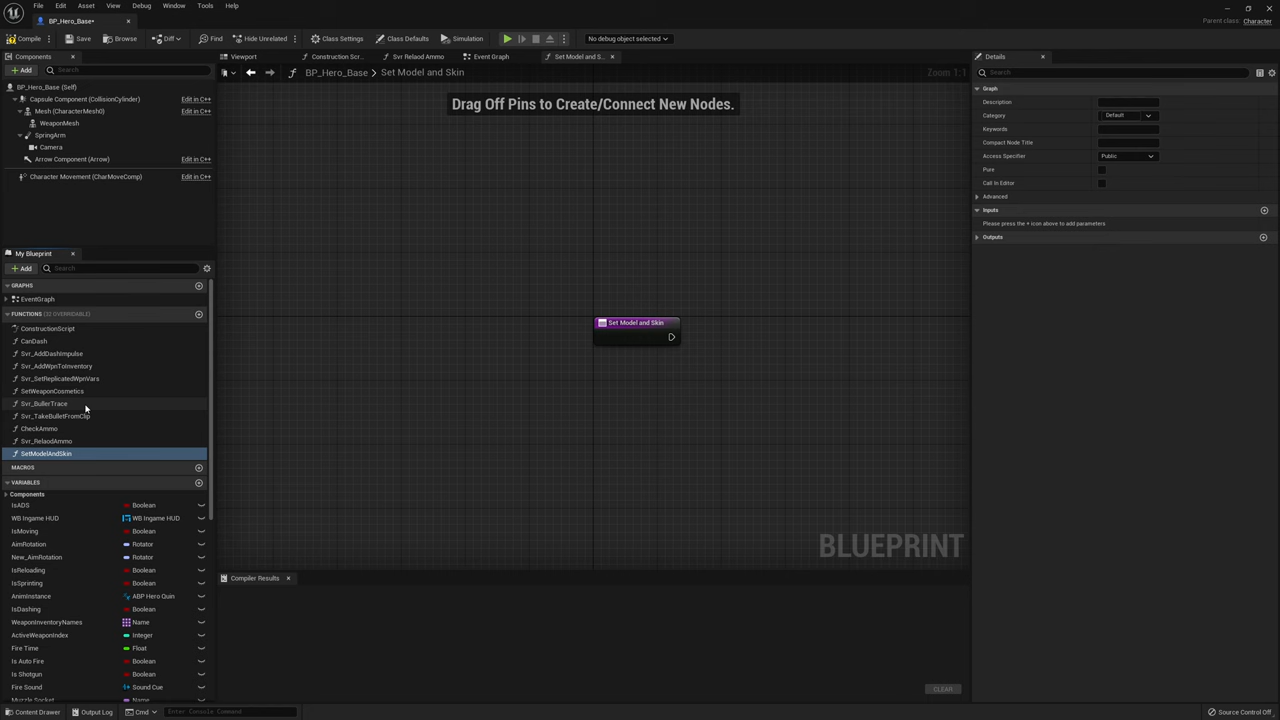 File Edit Asset View Debug Window Tools Help
BP_Hero_Base•
Parent class: Character
Compile Save Browse Diff Find Hide Unrelated Class Settings Class Defaults Simulation No debug object selected
Components
Add Search
BP_Hero_Base (Self)
Capsule Component (CollisionCylinder) Edit in C++
Mesh (CharacterMesh0) Edit in C++
WeaponMesh
SpringArm
Camera
Arrow Component (Arrow) Edit in C++
Character Movement (CharMoveComp) Edit in C++
My Blueprint
Add Search
GRAPHS
EventGraph
FUNCTIONS (32 OVERRIDABLE)
ConstructionScript
CanDash
Svr_AddDashImpulse
Svr_AddWpnToInventory
Svr_SetReplicatedWpnVars
SetWeaponCosmetics
Svr_BullerTrace
Svr_TakeBulletFromClip
CheckAmmo
Svr_RelaodAmmo
SetModelAndSkin
MACROS
VARIABLES
Components
IsADS Boolean
WB Ingame HUD WB Ingame HUD
IsMoving Boolean
AimRotation Rotator
New_AimRotation Rotator
IsReloading Boolean
IsSprinting Boolean
AnimInstance ABP Hero Quin
IsDashing Boolean
WeaponInventoryNames Name
ActiveWeaponIndex Integer
Fire Time Float
Is Auto Fire Boolean
Is Shotgun Boolean
Fire Sound Sound Cue
Muzzle Socket Name
Viewport Construction Scr... Svr Relaod Ammo Event Graph Set Model and S...
BP_Hero_Base > Set Model and Skin Zoom 1:1
Drag Off Pins to Create/Connect New Nodes.
Set Model and Skin
BLUEPRINT
Compiler Results
CLEAR
Details
Search
Graph
Description
Category Default
Keywords
Compact Node Title
Access Specifier Public
Pure
Call In Editor
Advanced
Inputs
Please press the + icon above to add parameters
Outputs
Content Drawer Output Log Cmd Enter Console Command Source Control Off